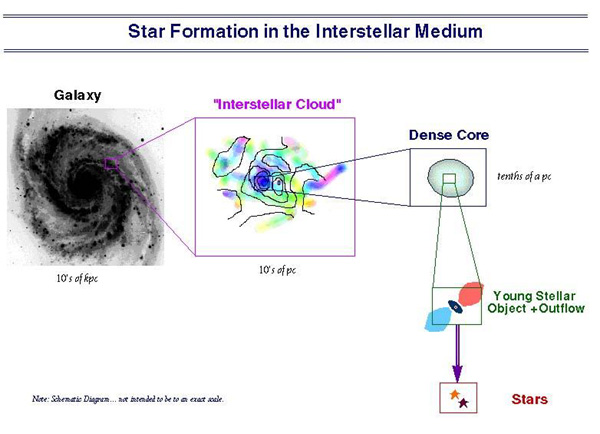 Star Formation in the Interstellar Medium
Galaxy
"Interstellar Cloud"
Dense Core
tenths of a pc
10's of kpc
10's of pc
Young Stellar
Object +Outflow
Stars
Note: Schematic Diagram... not intended to be to an exact scale.